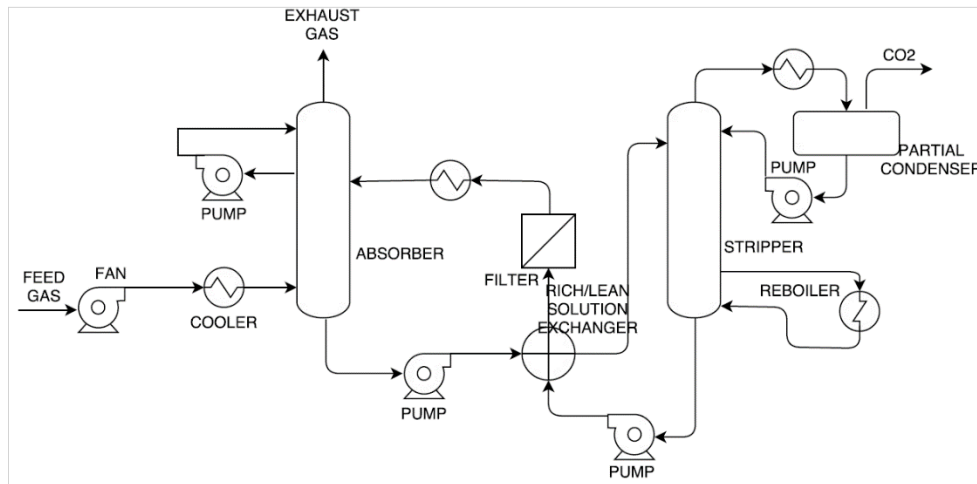 EXHAUST
GAS
CO2
PARTIAL
CONDENSER
PUMP
PUMP
ABSORBER
STRIPPER
FEED
GAS
FAN
COOLER
FILTER
RICH/LEAN
SOLUTION
EXCHANGER
REBOILER
PUMP
PUMP